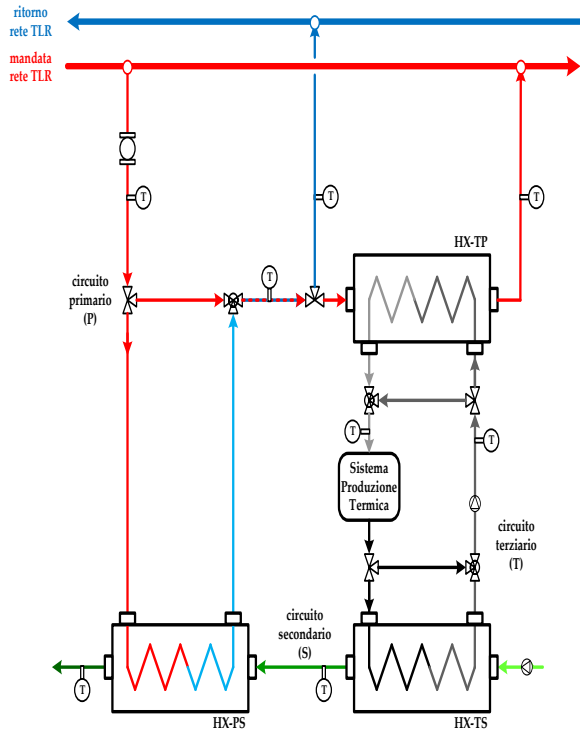 ritorno
rete TLR
mandata
rete TLR
T
T
T
HX-TP
T
circuito
primario
(P)
T
T
Sistema
Produzione
Termica
circuito
terziario
(T)
circuito
secondario
(S)
T
T
HX-PS
HX-TS